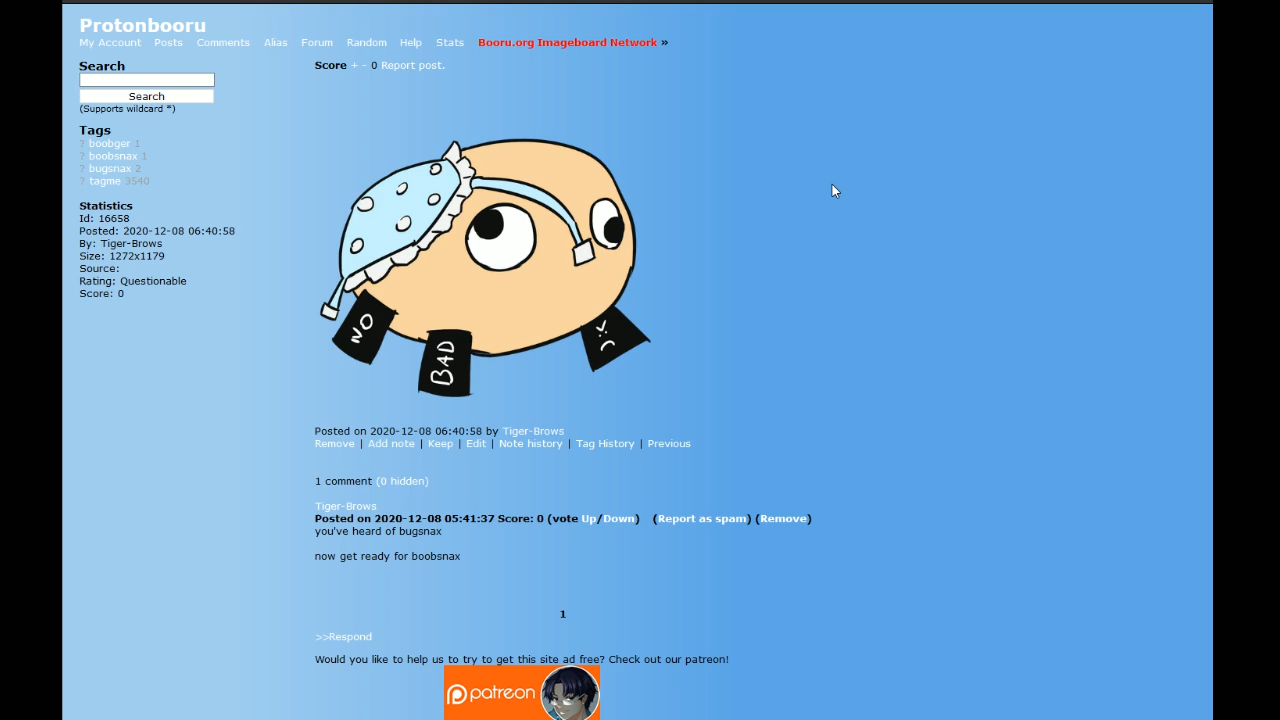 Protonbooru
My Account Posts Comments Alias Forum Random Help Stats Booru.org Imageboard Network »
Search
Search
(Supports wildcard *)
Tags
? boobger 1
? boobsnax 1
? bugsnax 2
? tagme 3540
Statistics
Id: 16658
Posted: 2020-12-08 06:40:58
By: Tiger-Brows
Size: 1272x1179
Source:
Rating: Questionable
Score: 0
Score + - 0 Report post.
NO
BAD
>:(
Posted on 2020-12-08 06:40:58 by Tiger-Brows
Remove | Add note | Keep | Edit | Note history | Tag History | Previous
1 comment (0 hidden)
Tiger-Brows
Posted on 2020-12-08 05:41:37 Score: 0 (vote Up/Down) (Report as spam) (Remove)
you've heard of bugsnax
now get ready for boobsnax
1
>>Respond
Would you like to help us to try to get this site ad free? Check out our patreon!
patreon